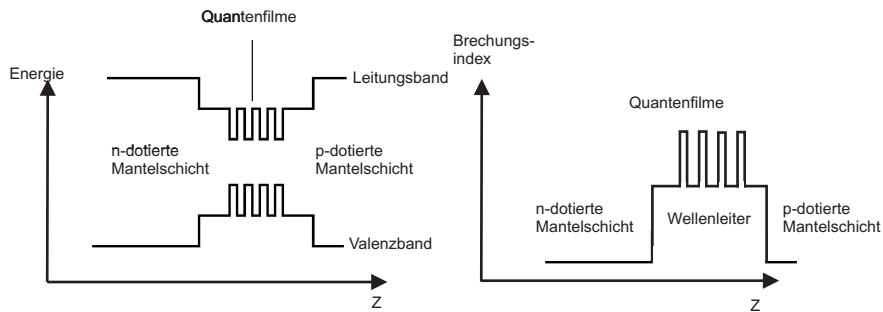 Quantenfilme
Energie
Leitungsband
n-dotierte
Mantelschicht
p-dotierte
Mantelschicht
Valenzband
Z
Brechungs-
index
Quantenfilme
n-dotierte
Mantelschicht
Wellenleiter
p-dotierte
Mantelschicht
Z